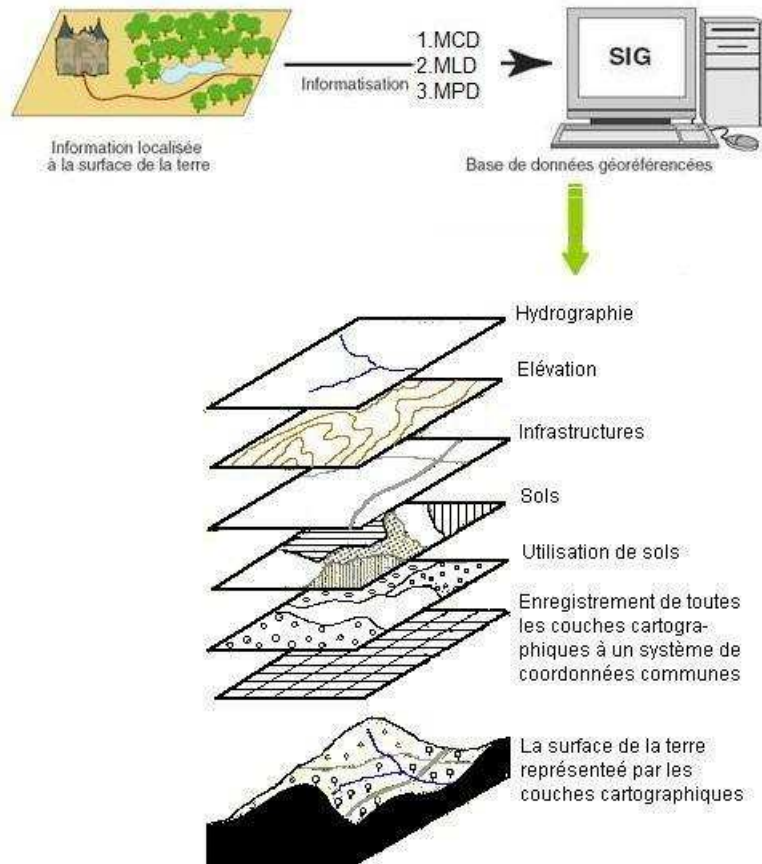 1.MCD
2.MLD
3.MPD
Informatisation
SIG
Information localisée
à la surface de la terre
Base de données géoréférencées
Hydrographie
Elévation
Infrastructures
Sols
Utilisation de sols
Enregistrement de toutes
les couches cartogra-
phiques à un système de
coordonnées communes
La surface de la terre
représenteé par les
couches cartographiques